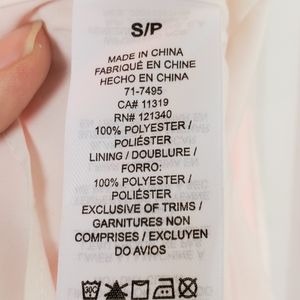 S/P
MADE IN CHINA
FABRIQUÉ EN CHINE
HECHO EN CHINA
71-7495
CA# 11319
RN# 121340
100% POLYESTER /
POLIÉSTER
LINING / DOUBLURE /
FORRO:
100% POLYESTER /
POLIÉSTER
EXCLUSIVE OF TRIMS /
GARNITURES NON
COMPRISES / EXCLUYEN
DO AVIOS
30C